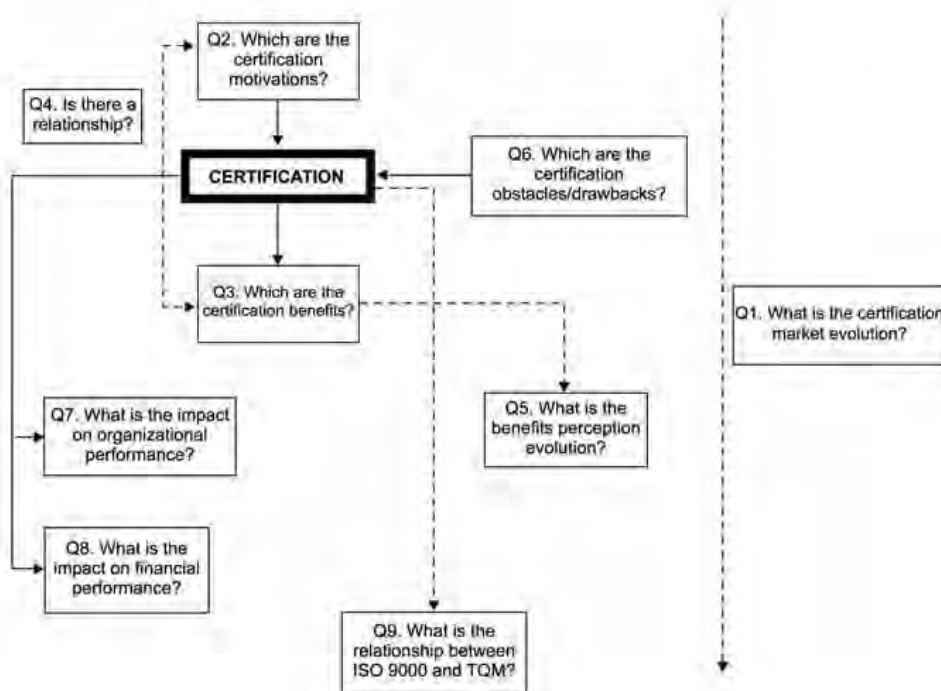 Q2. Which are the
certification
motivations?
Q4. Is there a
relationship?
CERTIFICATION
Q6. Which are the
certification
obstacles/drawbacks?
Q3. Which are the
certification benefits?
Q1. What is the certification
market evolution?
Q7. What is the impact
on organizational
performance?
Q5. What is the
benefits perception
evolution?
Q8. What is the
impact on financial
performance?
Q9. What is the
relationship between
ISO 9000 and TQM?